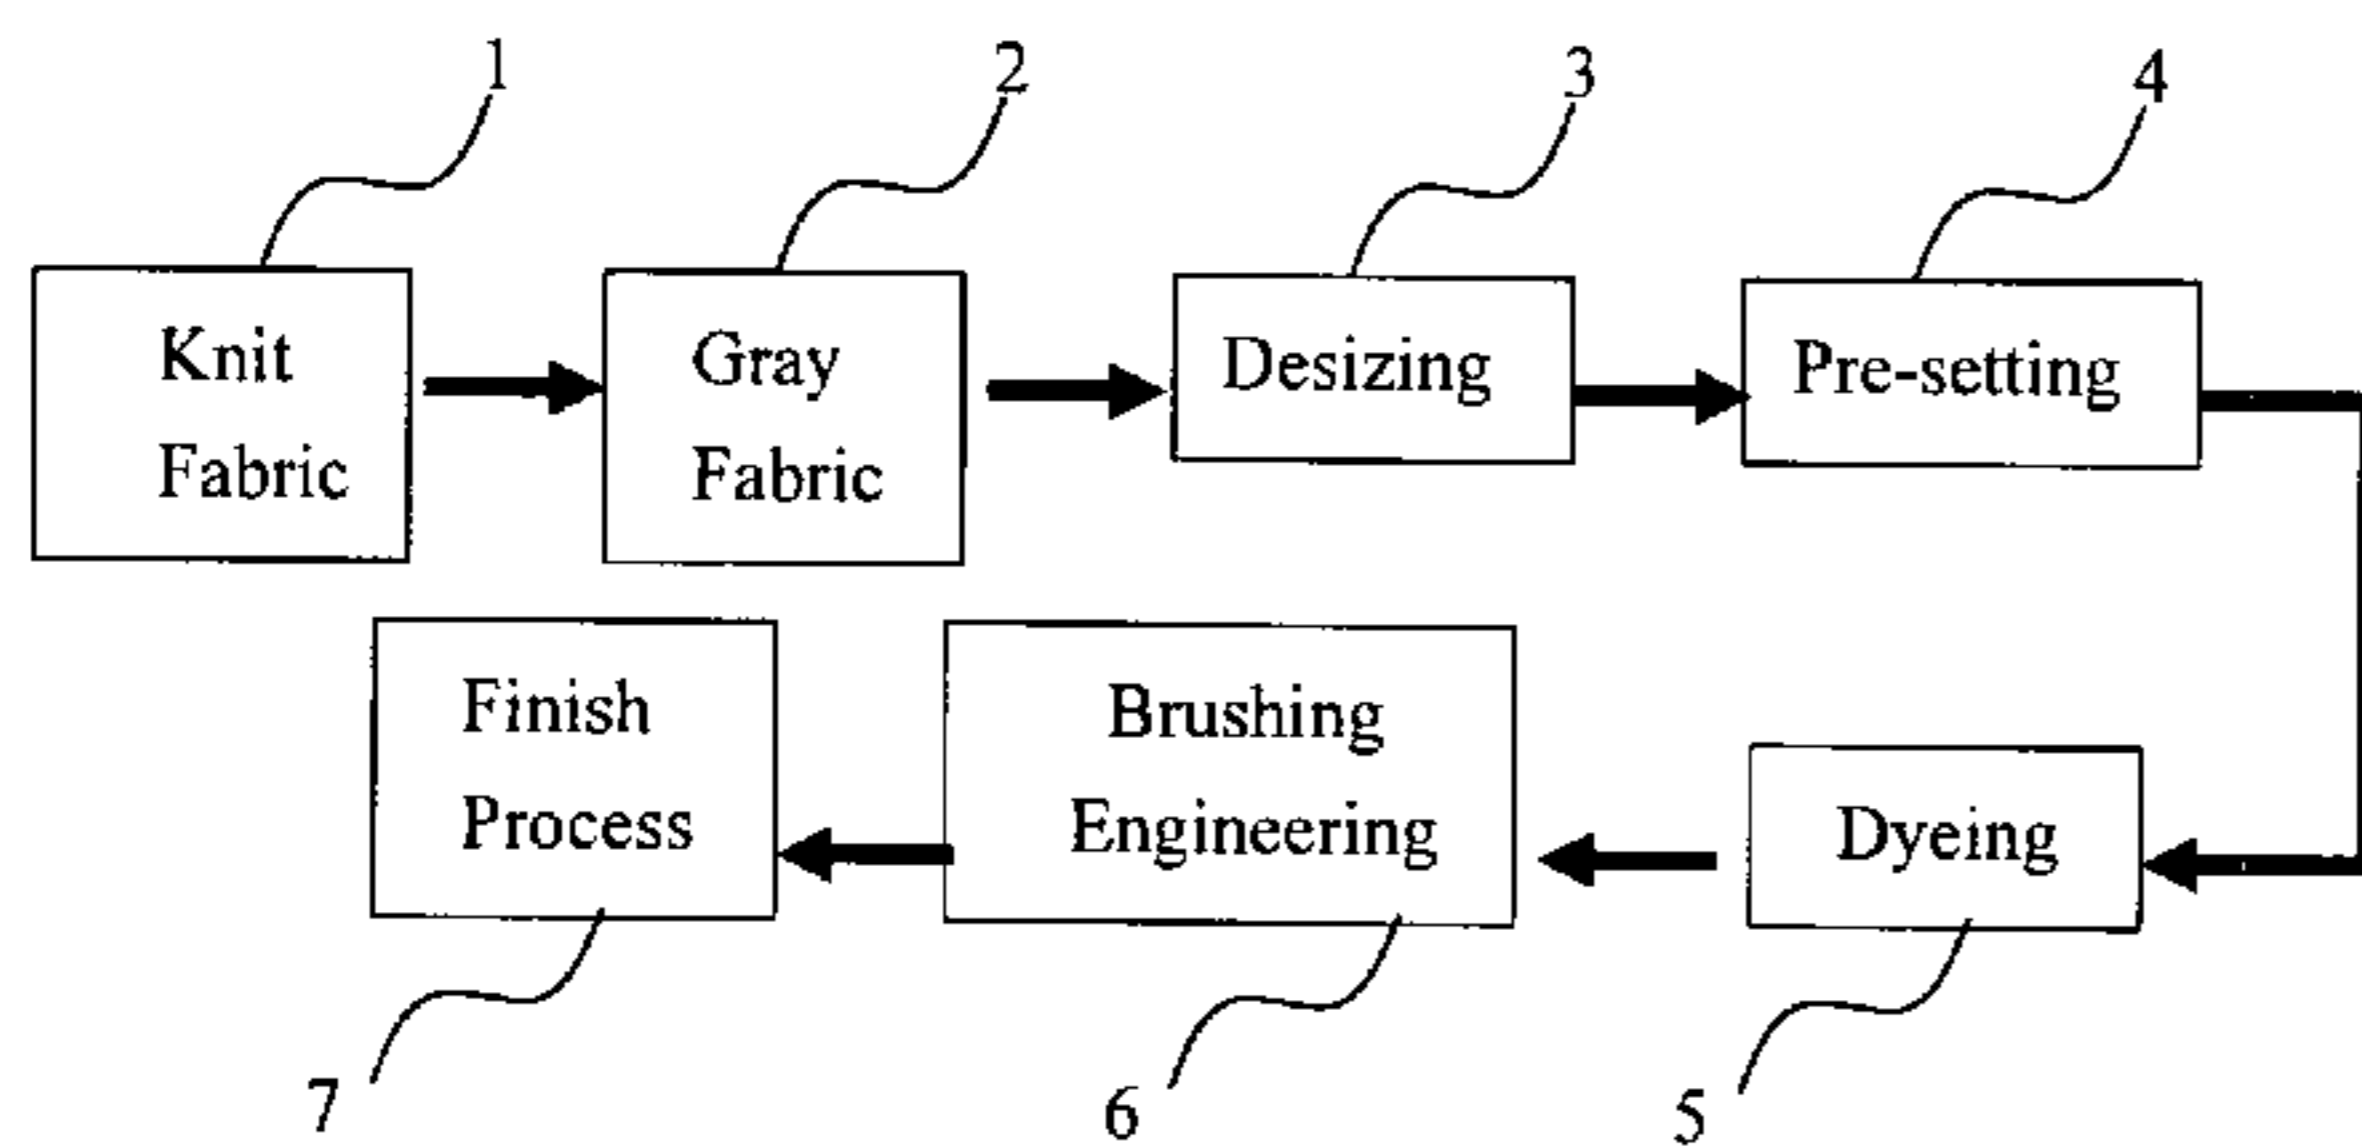 1
2
3
4
Knit
Fabric
Gray
Fabric
Desizing
Pre-setting
Finish
Process
Brushing
Engineering
Dyeing
7
6
5